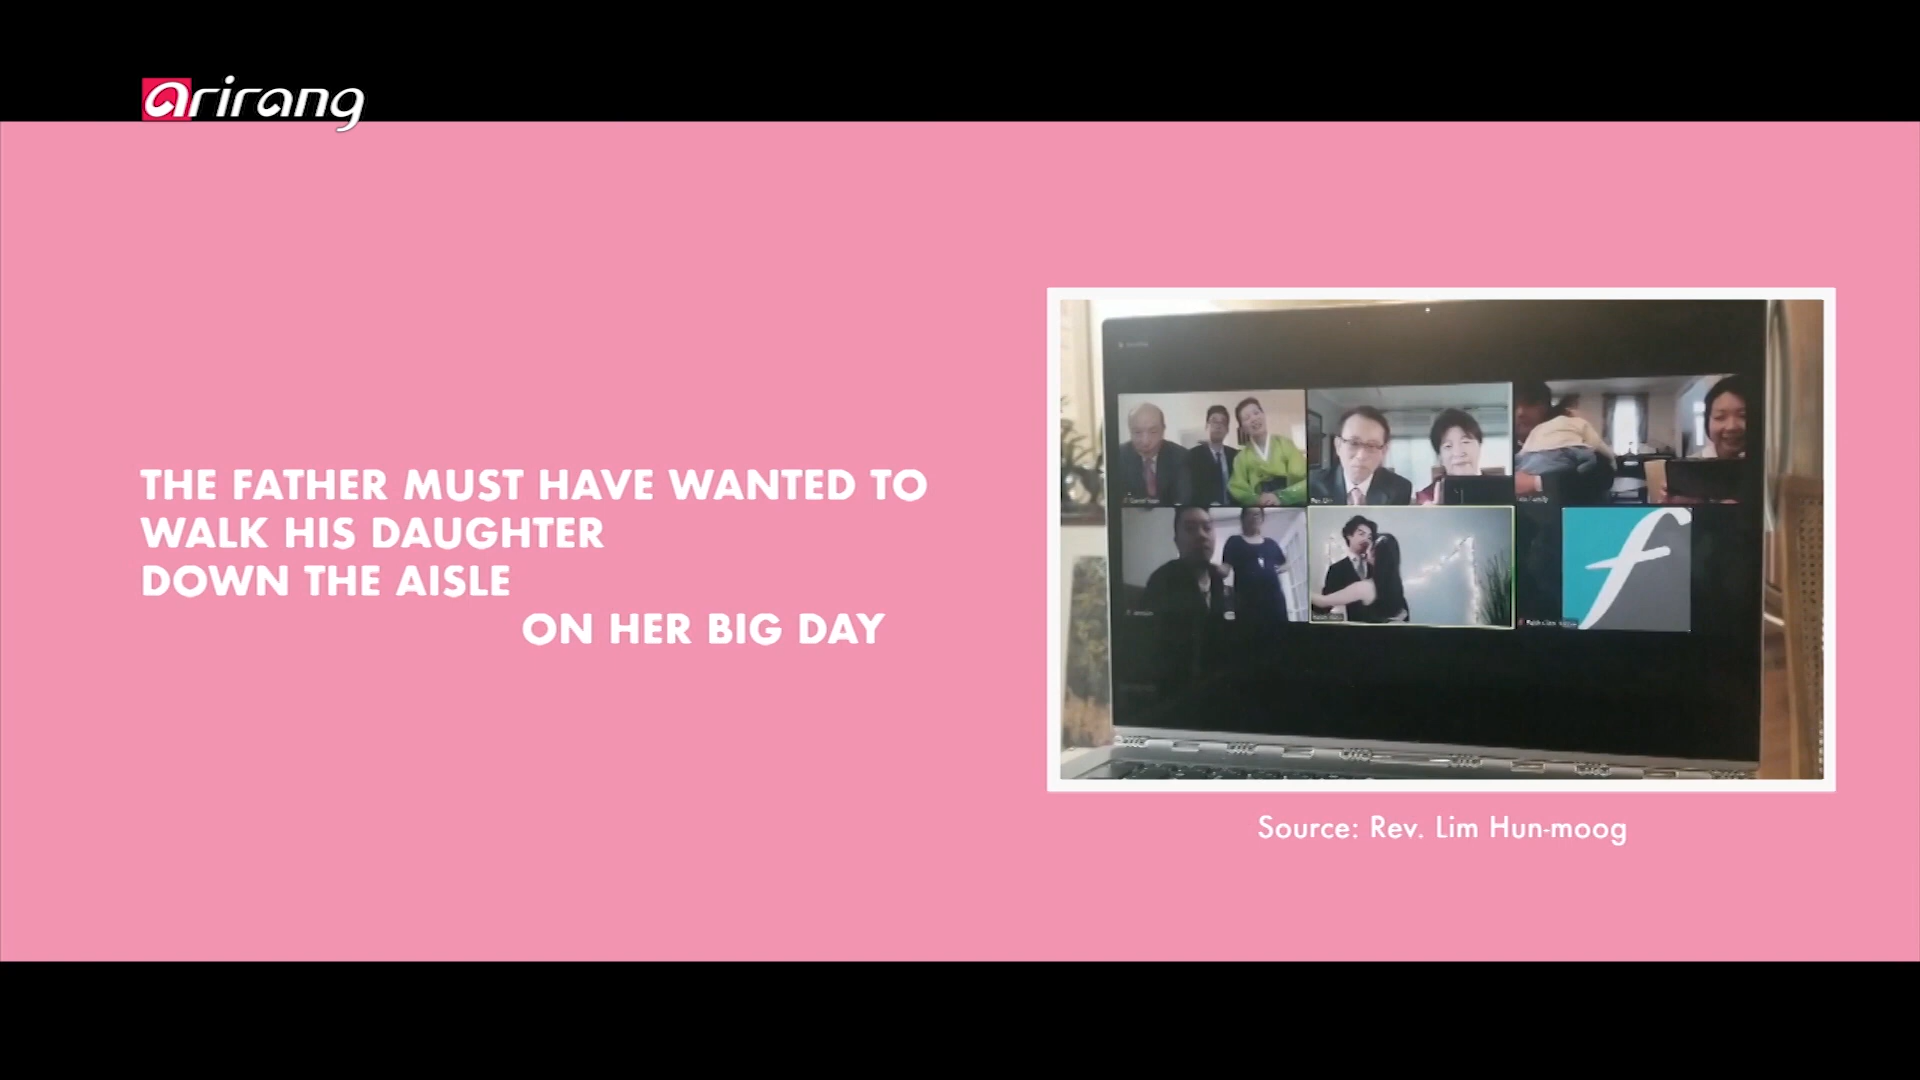 arirang
THE FATHER MUST HAVE WANTED TO
WALK HIS DAUGHTER
DOWN THE AISLE
ON HER BIG DAY
f
Source: Rev. Lim Hun-moog